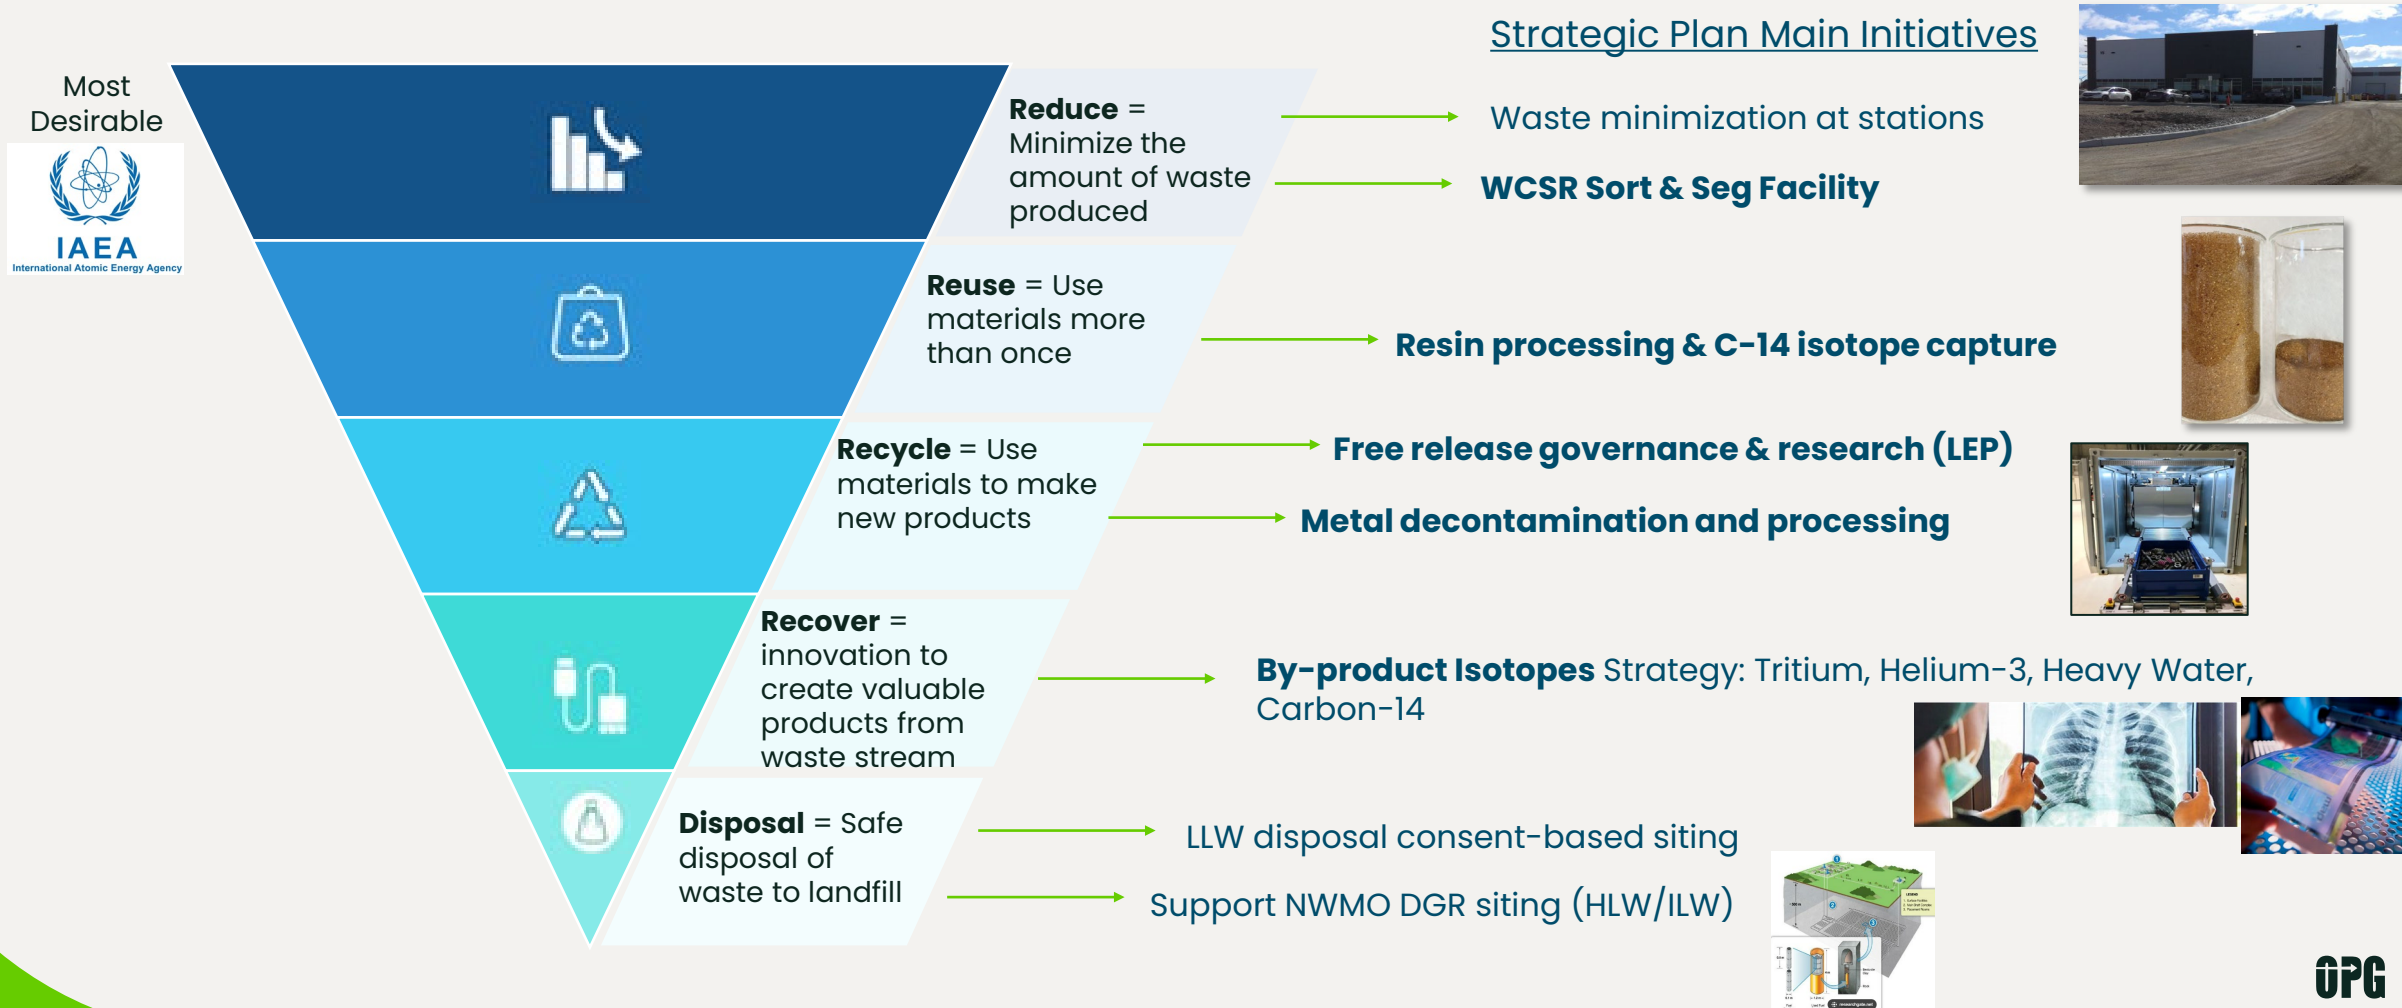 Strategic Plan Main Initiatives
Most
Desirable
IAEA
International Atomic Energy Agency
Reduce =
Minimize the
amount of waste
produced
Waste minimization at stations
WCSR Sort & Seg Facility
Reuse = Use
materials more
than once
Resin processing & C-14 isotope capture
Recycle = Use
materials to make
new products
Free release governance & research (LEP)
Metal decontamination and processing
Recover =
innovation to
create valuable
products from
waste stream
By-product Isotopes Strategy: Tritium, Helium-3, Heavy Water,
Carbon-14
Disposal = Safe
disposal of
waste to landfill
LLW disposal consent-based siting
Support NWMO DGR siting (HLW/ILW)
researchgate.net
OPG